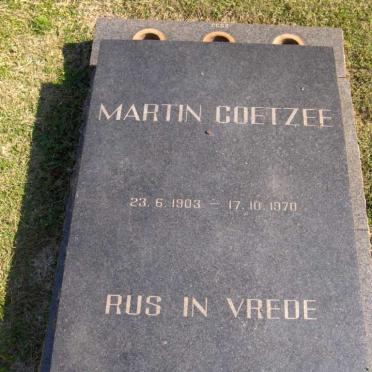 MARTIN COETZEE
23. 6. 1903 - 17. 10. 1970
RUS IN VREDE